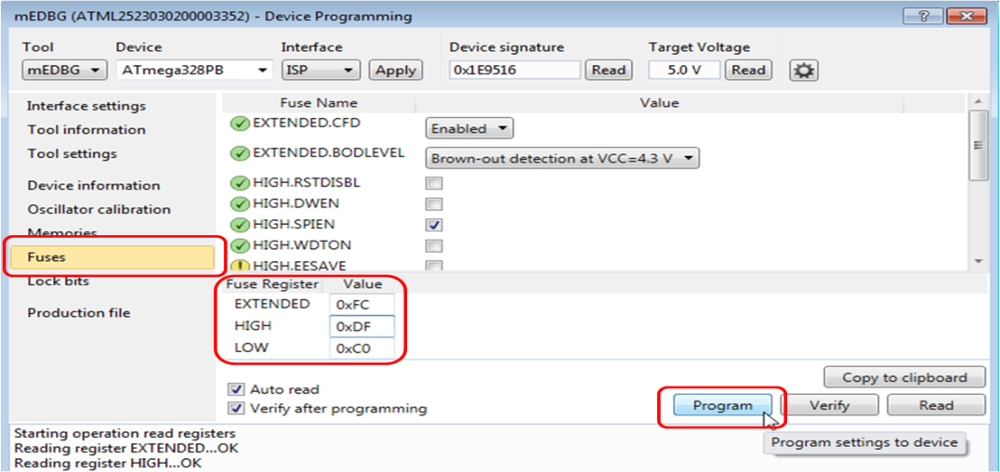 mEDBG (ATML2523030200003352) - Device Programming
Tool Device Interface Device signature Target Voltage
mEDBG ATmega328PB ISP Apply 0x1E9516 Read 5.0 V Read
Interface settings
Tool information
Tool settings
Device information
Oscillator calibration
Memories
Fuses
Lock bits
Production file
Fuse Name Value
EXTENDED.CFD Enabled
EXTENDED.BODLEVEL Brown-out detection at VCC=4.3 V
HIGH.RSTDISBL
HIGH.DWEN
HIGH.SPIEN
HIGH.WDTON
HIGH.EESAVE
Fuse Register Value
EXTENDED 0xFC
HIGH 0xDF
LOW 0xC0
Auto read
Verify after programming
Copy to clipboard
Program Verify Read
Program settings to device
Starting operation read registers
Reading register EXTENDED...OK
Reading register HIGH...OK